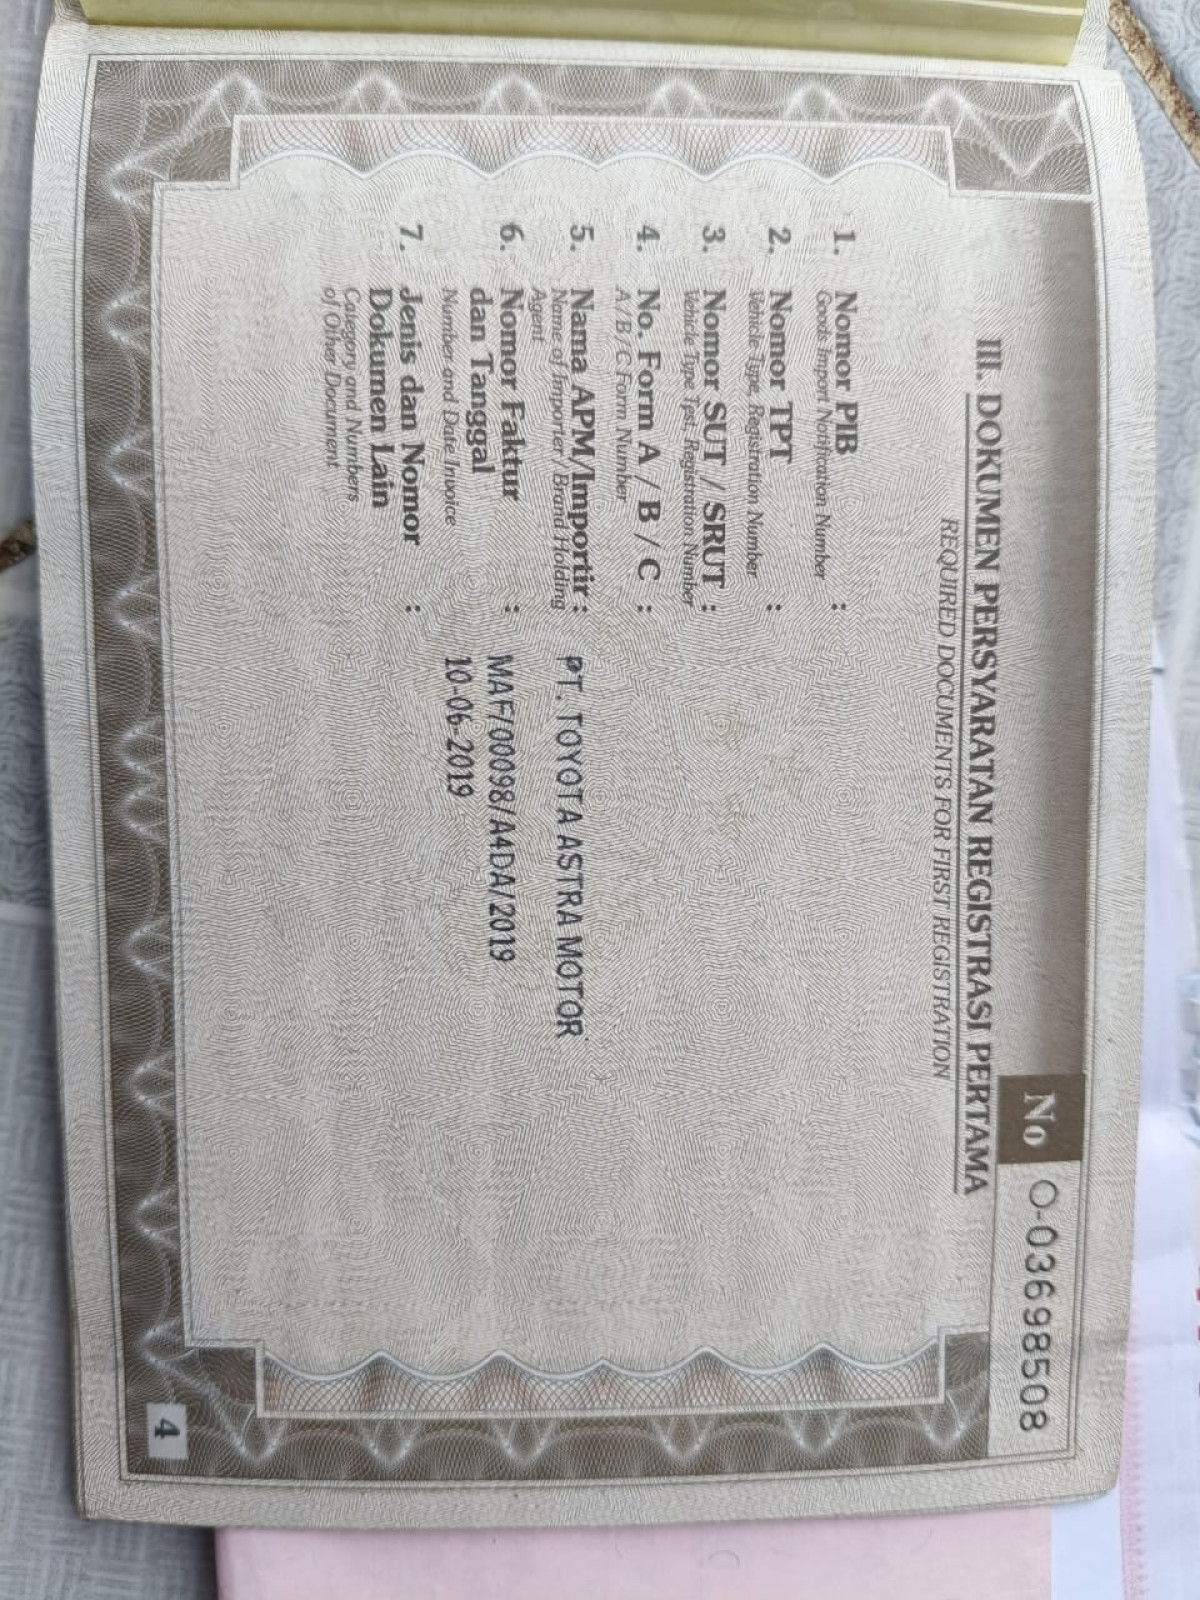 No O-03698508
III. DOKUMEN PERSYARATAN REGISTRASI PERTAMA
REQUIRED DOCUMENTS FOR FIRST REGISTRATION
1. Nomor PIB :
Goods Import Notification Number
2. Nomor TPT :
Vehicle Type, Registration Number
3. Nomor SUT / SRUT :
Vehicle Type Test, Registration Number
4. No. Form A / B / C :
A / B / C Form Number
5. Nama APM/Importir : PT. TOYOTA ASTRA MOTOR
Name of Importer / Brand Holding
Agent
6. Nomor Faktur : MAF/00098/A4DA/2019
dan Tanggal 10-06-2019
Number and Date Invoice
7. Jenis dan Nomor :
Dokumen Lain
Category and Numbers
of Other Document
4